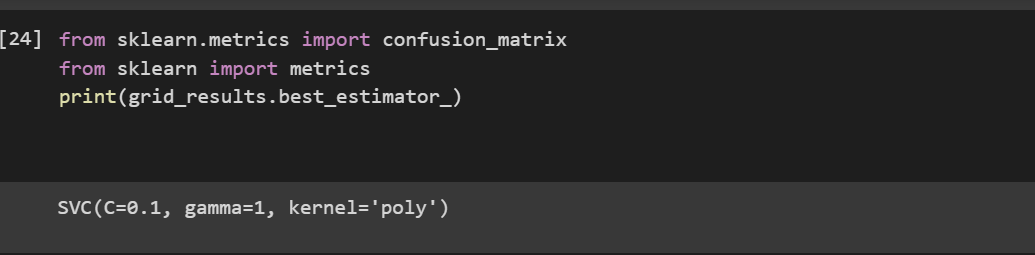 [24] from sklearn.metrics import confusion_matrix
from sklearn import metrics
print(grid_results.best_estimator_)
SVC(C=0.1, gamma=1, kernel='poly')